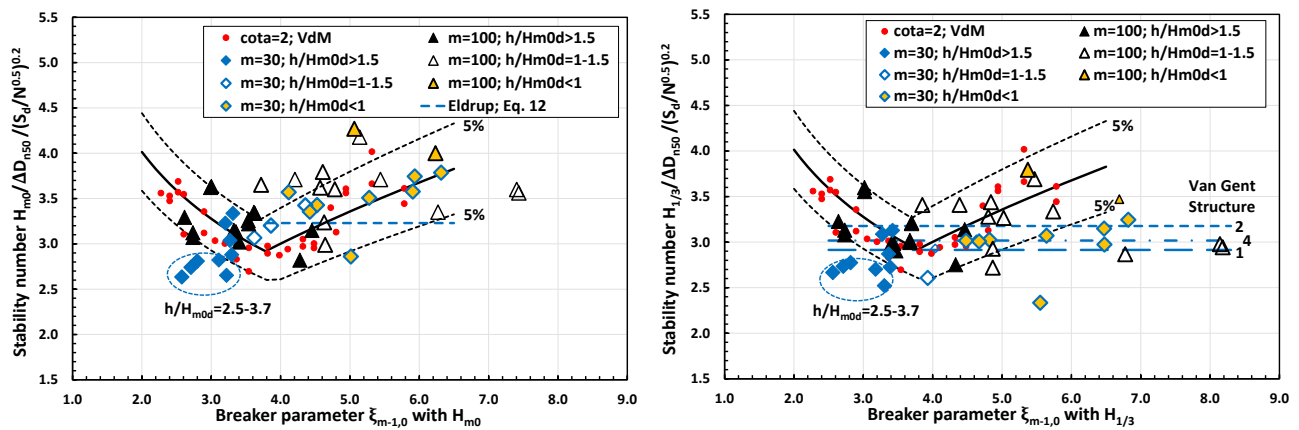 Stability number Hm0/ΔDn50/(Sd/N^0.5)^0.2
5.5
5.0
4.5
4.0
3.5
3.0
2.5
2.0
1.5
cota=2; VdM
m=100; h/Hm0d>1.5
m=30; h/Hm0d>1.5
m=100; h/Hm0d=1-1.5
m=30; h/Hm0d=1-1.5
m=100; h/Hm0d<1
m=30; h/Hm0d<1
Eldrup; Eq. 12
5%
5%
h/Hm0d=2.5-3.7
1.0 2.0 3.0 4.0 5.0 6.0 7.0 8.0 9.0
Breaker parameter ξm-1,0 with Hm0
Stability number H1/3/ΔDn50/(Sd/N^0.5)^0.2
5.5
5.0
4.5
4.0
3.5
3.0
2.5
2.0
1.5
cota=2; VdM
m=100; h/Hm0d>1.5
m=30; h/Hm0d>1.5
m=100; h/Hm0d=1-1.5
m=30; h/Hm0d=1-1.5
m=100; h/Hm0d<1
m=30; h/Hm0d<1
5%
5%
Van Gent
Structure
2
4
1
h/Hm0d=2.5-3.7
1.0 2.0 3.0 4.0 5.0 6.0 7.0 8.0 9.0
Breaker parameter ξm-1,0 with H1/3